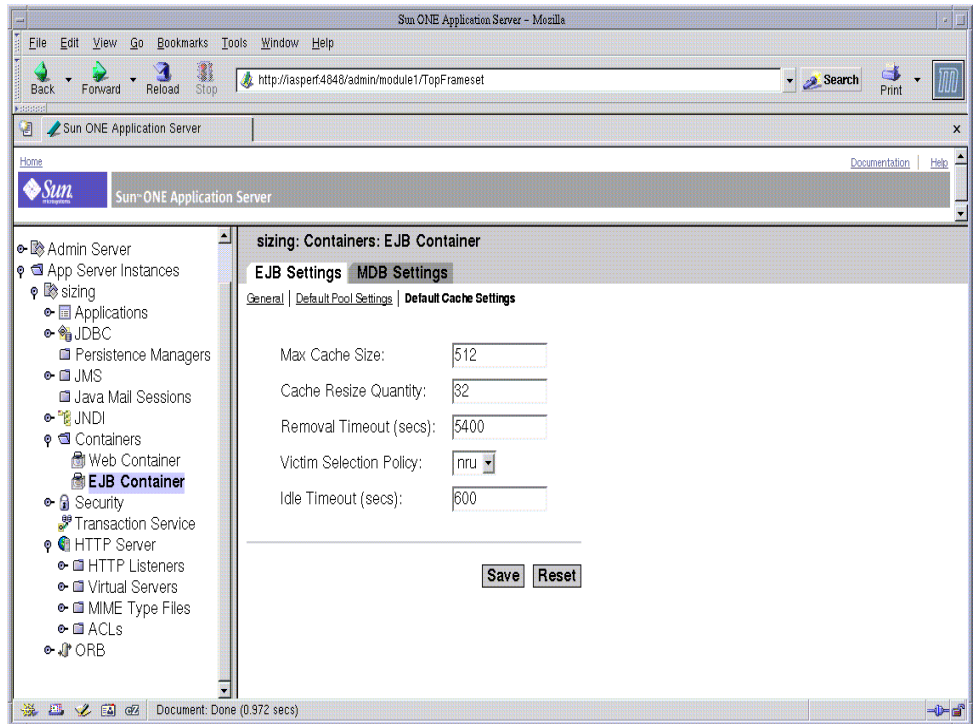 Sun ONE Application Server - Mozilla
File Edit View Go Bookmarks Tools Window Help
Back Forward Reload Stop
http://iasperf:4848/admin/module1/TopFrameset
Search Print
Sun ONE Application Server x
Home
Documentation | Help
Sun microsystems
Sun ONE Application Server
Admin Server
App Server Instances
sizing
Applications
JDBC
Persistence Managers
JMS
Java Mail Sessions
JNDI
Containers
Web Container
EJB Container
Security
Transaction Service
HTTP Server
HTTP Listeners
Virtual Servers
MIME Type Files
ACLs
ORB
sizing: Containers: EJB Container
EJB Settings MDB Settings
General | Default Pool Settings | Default Cache Settings
Max Cache Size: 512
Cache Resize Quantity: 32
Removal Timeout (secs): 5400
Victim Selection Policy: nru
Idle Timeout (secs): 600
Save Reset
Document: Done (0.972 secs)